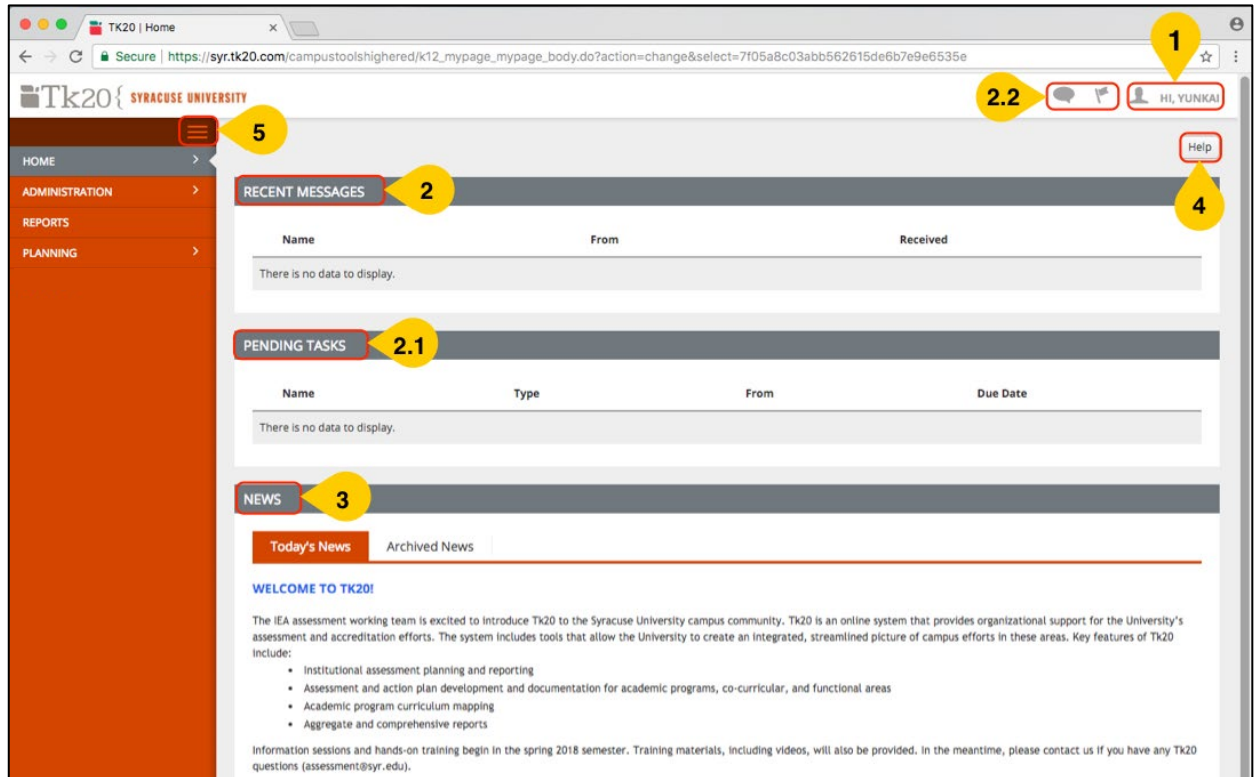 TK20 | Home
Secure | https://syr.tk20.com/campustoolshighered/k12_mypage_mypage_body.do?action=change&select=7f05a8c03abb562615de6b7e9e6535e
1
Tk20{ SYRACUSE UNIVERSITY
2.2
HI, YUNKAI
5
Help
HOME
ADMINISTRATION
RECENT MESSAGES
2
4
REPORTS
Name From Received
PLANNING
There is no data to display.
PENDING TASKS
2.1
Name Type From Due Date
There is no data to display.
NEWS
3
Today's News Archived News
WELCOME TO TK20!
The IEA assessment working team is excited to introduce Tk20 to the Syracuse University campus community. Tk20 is an online system that provides organizational support for the University's
assessment and accreditation efforts. The system includes tools that allow the University to create an integrated, streamlined picture of campus efforts in these areas. Key features of Tk20
include:
• Institutional assessment planning and reporting
• Assessment and action plan development and documentation for academic programs, co-curricular, and functional areas
• Academic program curriculum mapping
• Aggregate and comprehensive reports
Information sessions and hands-on training begin in the spring 2018 semester. Training materials, including videos, will also be provided. In the meantime, please contact us if you have any Tk20
questions (assessment@syr.edu).